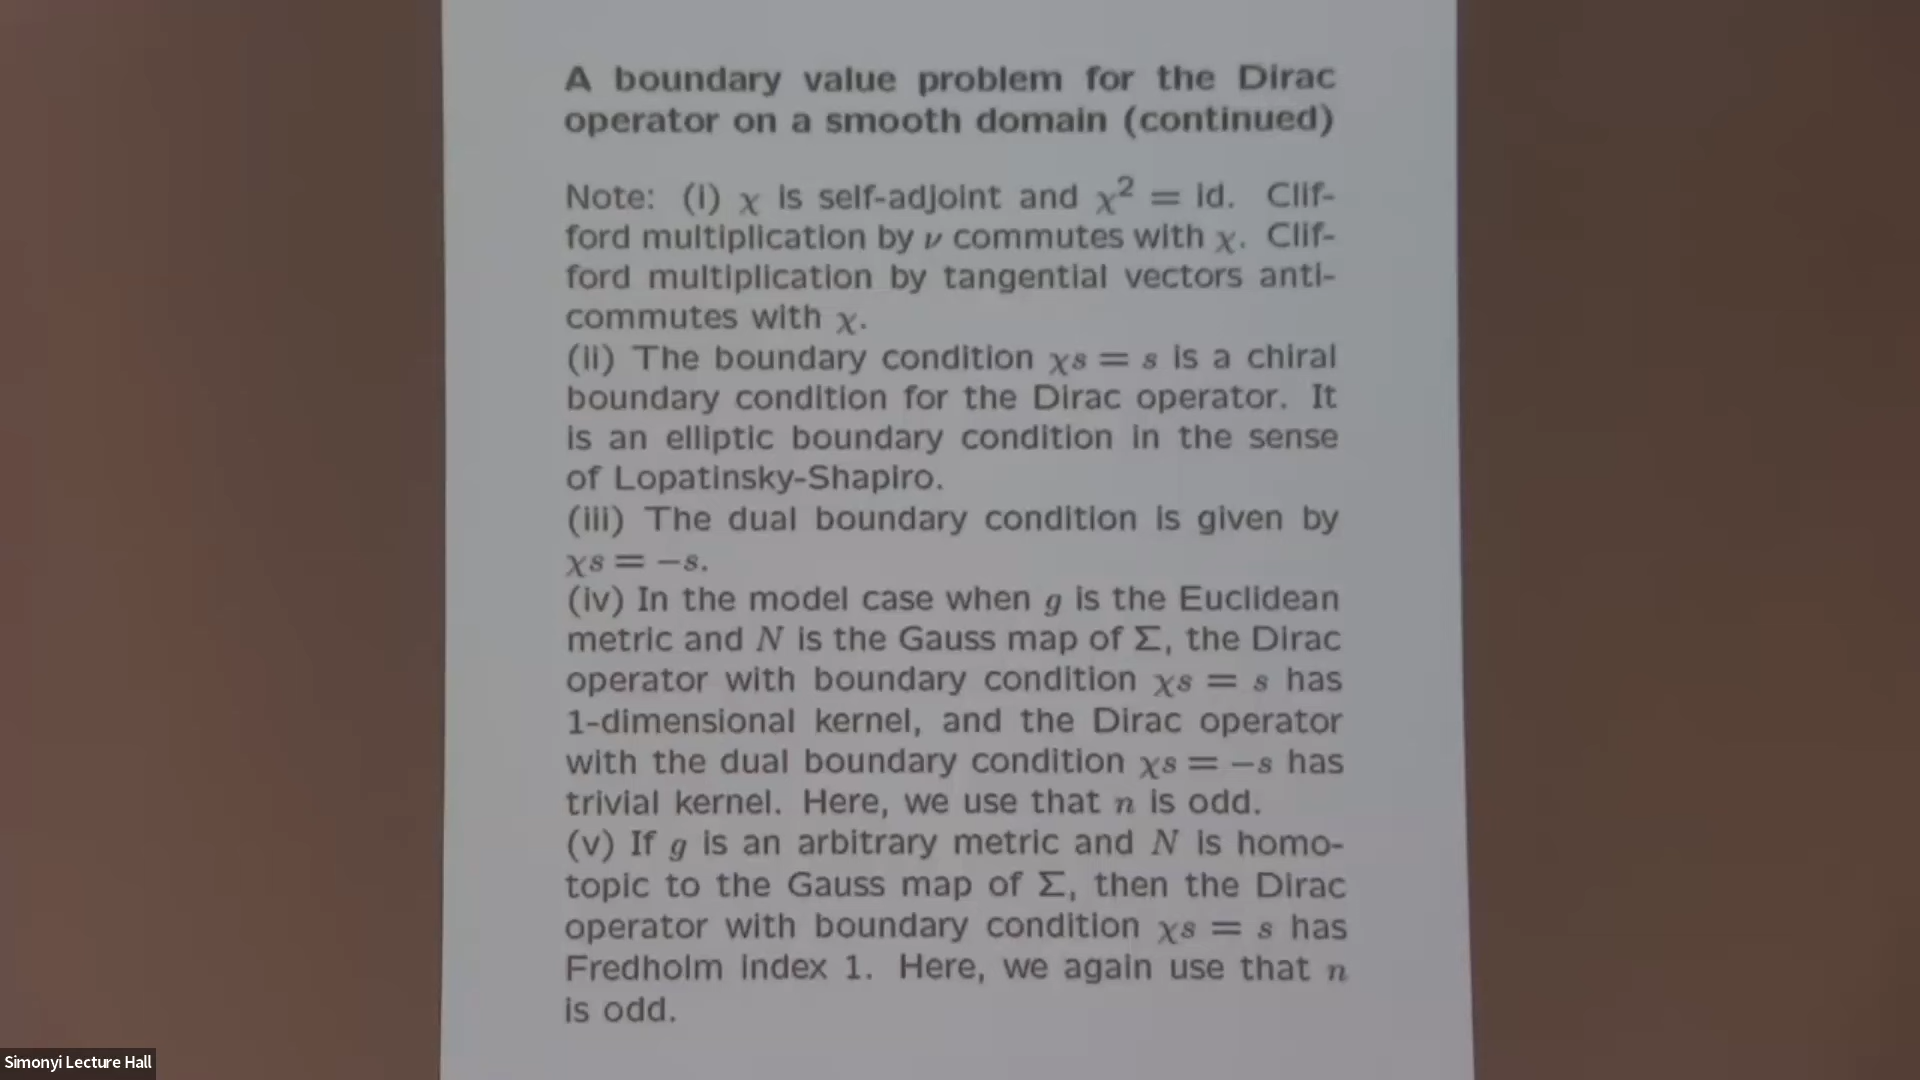 A boundary value problem for the Dirac
operator on a smooth domain (continued)
Note: (i) χ is self-adjoint and χ² = id. Clif-
ford multiplication by ν commutes with χ. Clif-
ford multiplication by tangential vectors anti-
commutes with χ.
(ii) The boundary condition χs = s is a chiral
boundary condition for the Dirac operator. It
is an elliptic boundary condition in the sense
of Lopatinsky-Shapiro.
(iii) The dual boundary condition is given by
χs = −s.
(iv) In the model case when g is the Euclidean
metric and N is the Gauss map of Σ, the Dirac
operator with boundary condition χs = s has
1-dimensional kernel, and the Dirac operator
with the dual boundary condition χs = −s has
trivial kernel. Here, we use that n is odd.
(v) If g is an arbitrary metric and N is homo-
topic to the Gauss map of Σ, then the Dirac
operator with boundary condition χs = s has
Fredholm index 1. Here, we again use that n
is odd.
Simonyi Lecture Hall